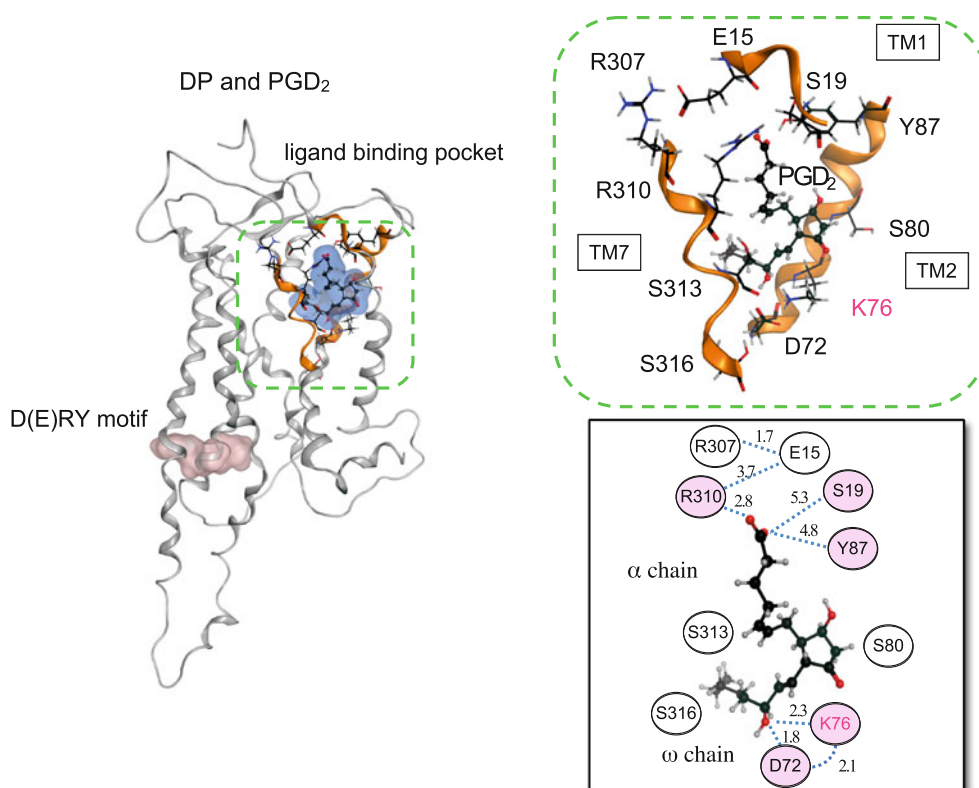 DP and PGD2
ligand binding pocket
D(E)RY motif
E15
TM1
R307
S19
Y87
PGD2
R310
S80
TM7
TM2
S313
K76
D72
S316
R307
1.7
E15
3.7
R310
2.8
5.3
S19
4.8
Y87
α chain
S313
S80
S316
2.3
K76
1.8
ω chain
D72
2.1